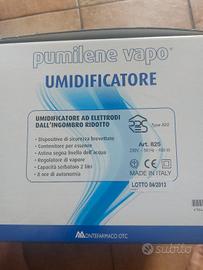 pumilene vapo®
UMIDIFICATORE
UMIDIFICATORE AD ELETTRODI
DALL'INGOMBRO RIDOTTO
• Dispositivo di sicurezza brevettato
• Contenitore per essenze
• Astina segna livello dell'acqua
• Regolatore di vapore
• Capacità serbatoio 2 litri
• 8 ore di autonomia
Art. 825
MADE IN ITALY
LOTTO 04/2013
MONTEFARMACO OTC
subito